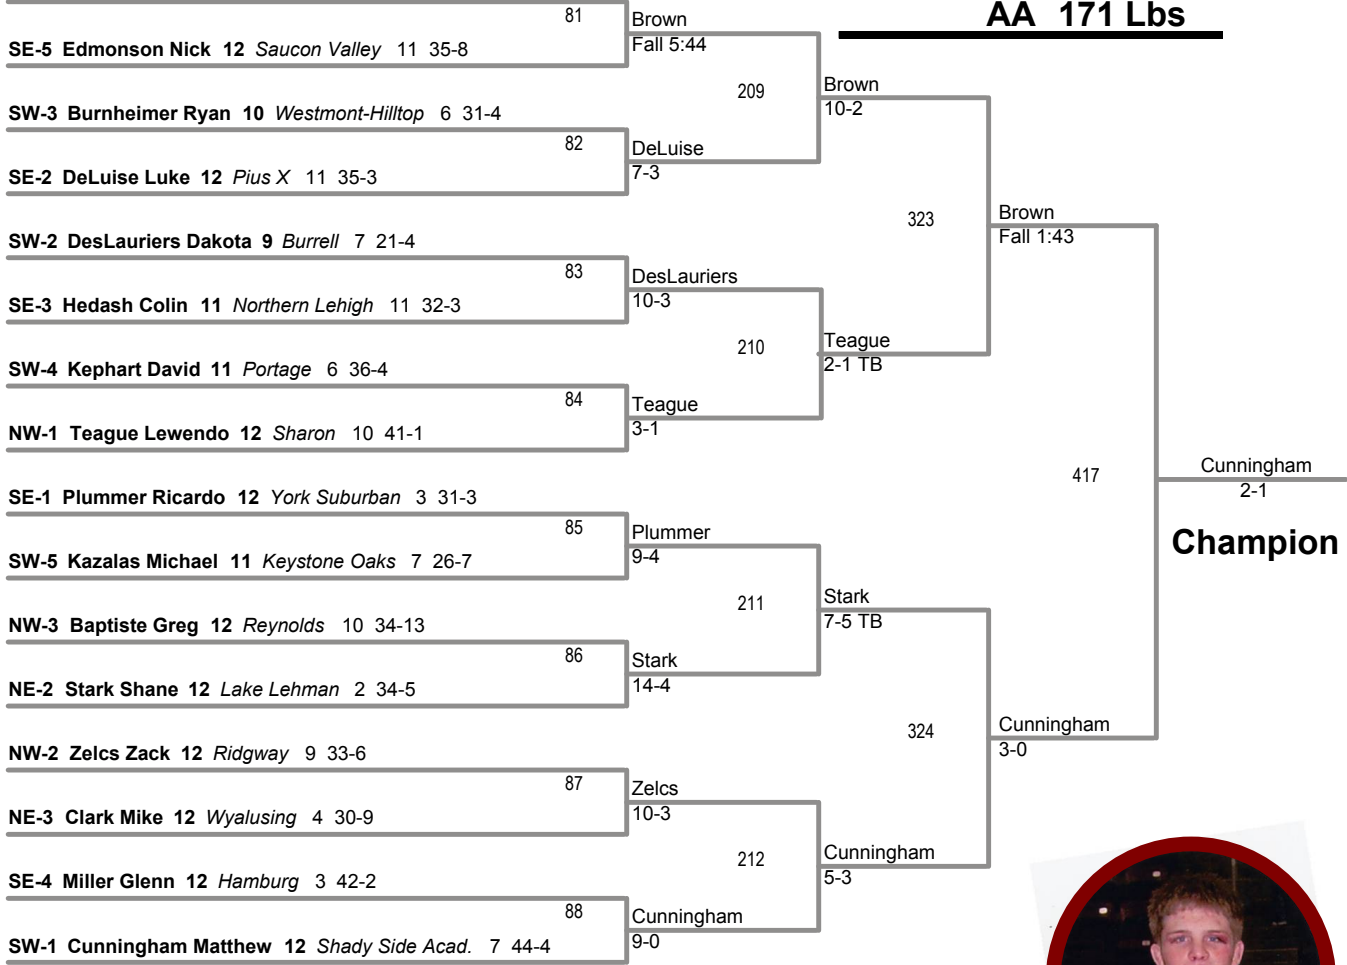 AA 171 Lbs
81
Brown
Fall 5:44
SE-5 Edmonson Nick 12 Saucon Valley 11 35-8
209
Brown
10-2
SW-3 Burnheimer Ryan 10 Westmont-Hilltop 6 31-4
82
DeLuise
7-3
SE-2 DeLuise Luke 12 Pius X 11 35-3
323
Brown
Fall 1:43
SW-2 DesLauriers Dakota 9 Burrell 7 21-4
83
DesLauriers
10-3
SE-3 Hedash Colin 11 Northern Lehigh 11 32-3
210
Teague
2-1 TB
SW-4 Kephart David 11 Portage 6 36-4
84
Teague
3-1
NW-1 Teague Lewendo 12 Sharon 10 41-1
417
Cunningham
2-1
Champion
SE-1 Plummer Ricardo 12 York Suburban 3 31-3
85
Plummer
9-4
SW-5 Kazalas Michael 11 Keystone Oaks 7 26-7
211
Stark
7-5 TB
NW-3 Baptiste Greg 12 Reynolds 10 34-13
86
Stark
14-4
NE-2 Stark Shane 12 Lake Lehman 2 34-5
324
Cunningham
3-0
NW-2 Zelcs Zack 12 Ridgway 9 33-6
87
Zelcs
10-3
NE-3 Clark Mike 12 Wyalusing 4 30-9
212
Cunningham
5-3
SE-4 Miller Glenn 12 Hamburg 3 42-2
88
Cunningham
9-0
SW-1 Cunningham Matthew 12 Shady Side Acad. 7 44-4